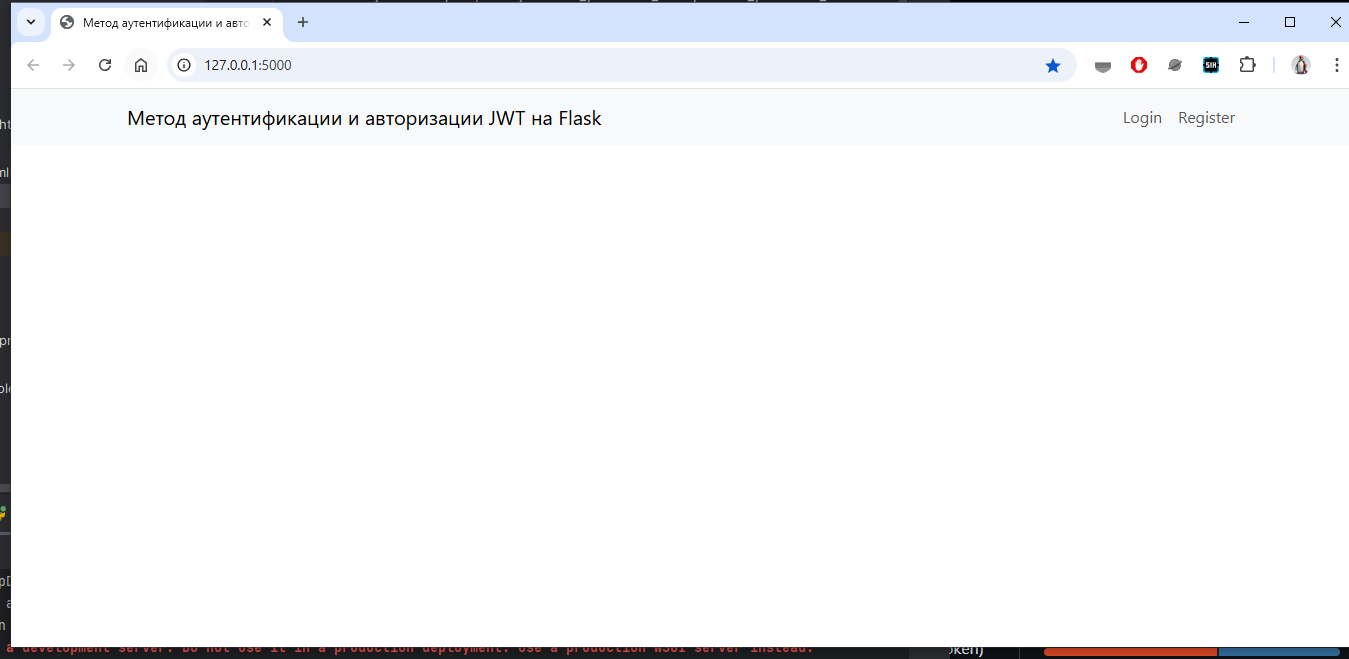 Метод аутентификации и авто
127.0.0.1:5000
SIH
Метод аутентификации и авторизации JWT на Flask
Login Register
a development server. Do not use it in a production deployment. Use a production WSGI server instead.